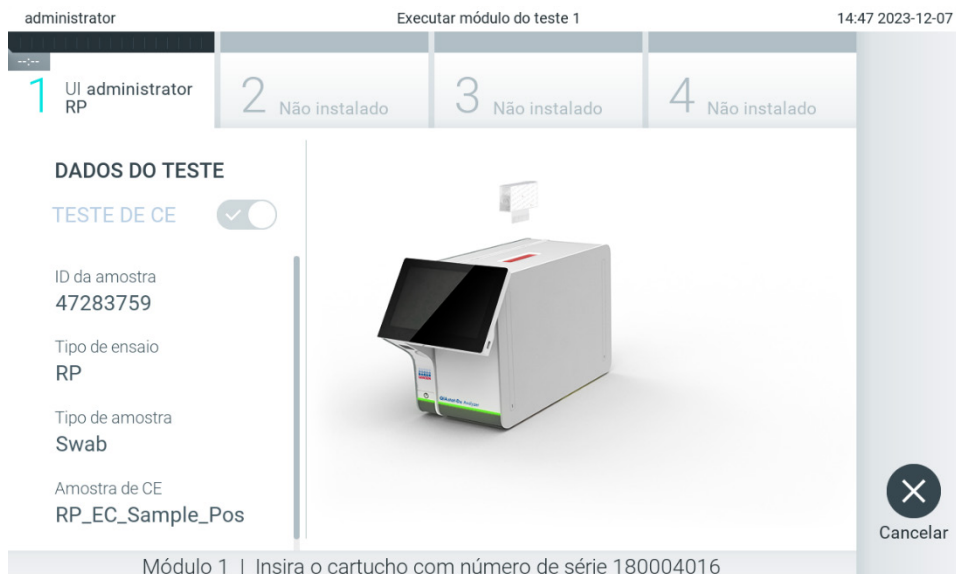 administrator
Executar módulo do teste 1
14:47 2023-12-07
--:--
1
UI administrator
RP
2 Não instalado
3 Não instalado
4 Não instalado
DADOS DO TESTE
TESTE DE CE
ID da amostra
47283759
Tipo de ensaio
RP
Tipo de amostra
Swab
Amostra de CE
RP_EC_Sample_Pos
Cancelar
Módulo 1 | Insira o cartucho com número de série 180004016